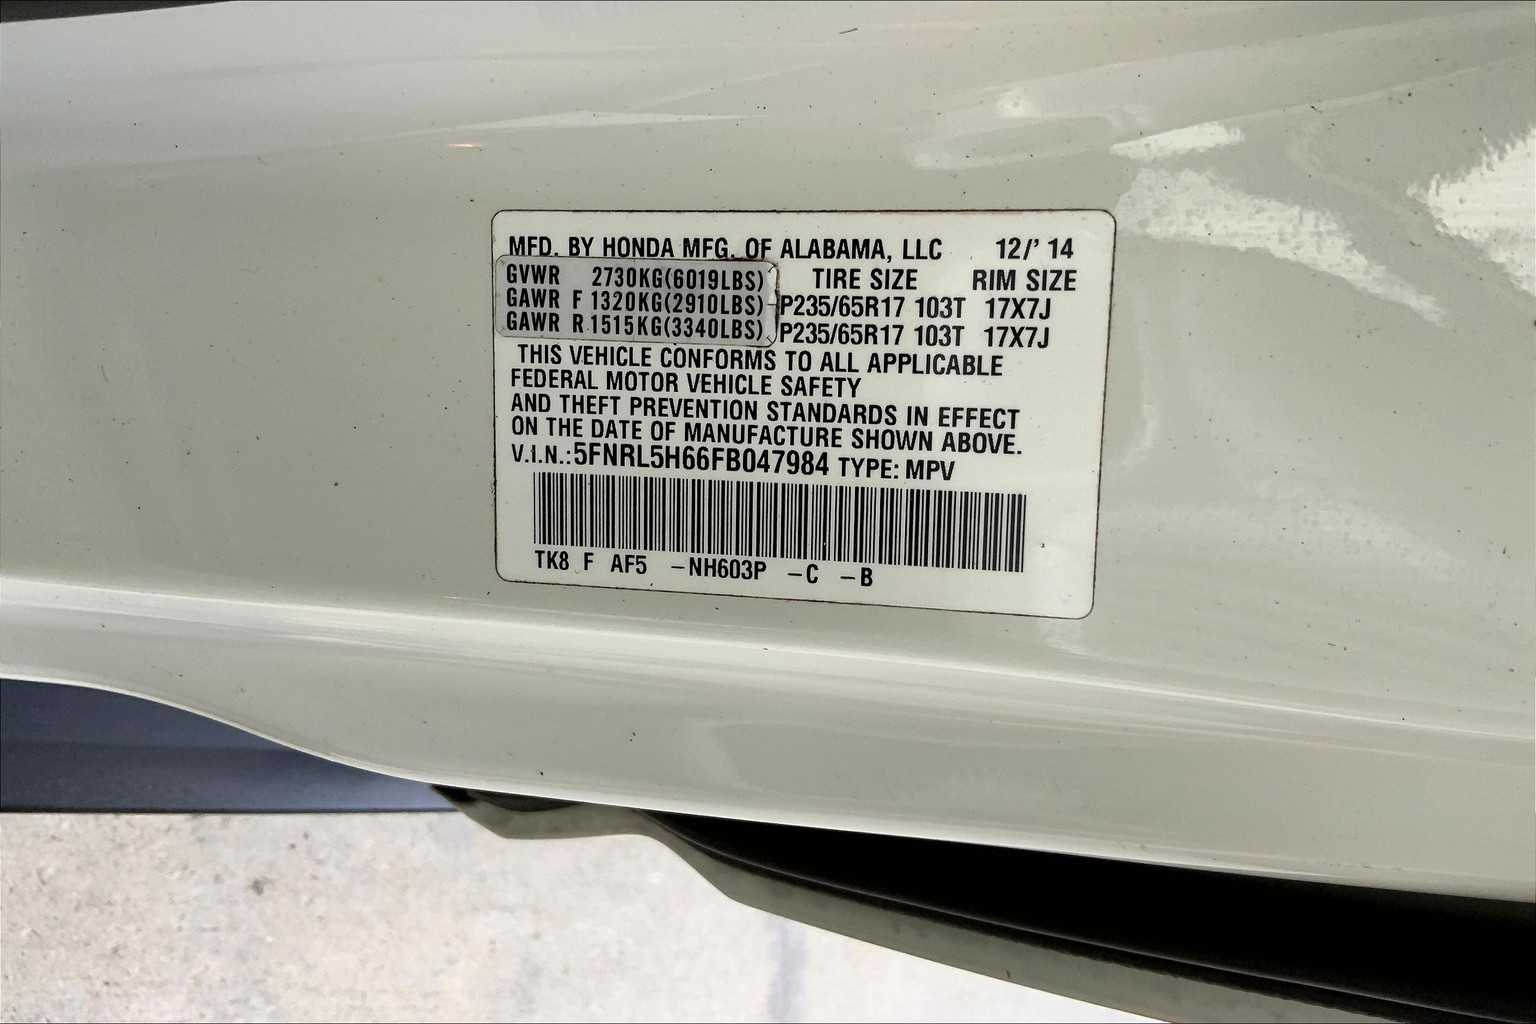 MFD. BY HONDA MFG. OF ALABAMA, LLC 12/' 14
GVWR 2730KG(6019LBS) TIRE SIZE RIM SIZE
GAWR F 1320KG(2910LBS) P235/65R17 103T 17X7J
GAWR R 1515KG(3340LBS) P235/65R17 103T 17X7J
THIS VEHICLE CONFORMS TO ALL APPLICABLE
FEDERAL MOTOR VEHICLE SAFETY
AND THEFT PREVENTION STANDARDS IN EFFECT
ON THE DATE OF MANUFACTURE SHOWN ABOVE.
V.I.N.:5FNRL5H66FB047984 TYPE: MPV
TK8 F AF5 -NH603P -C -B